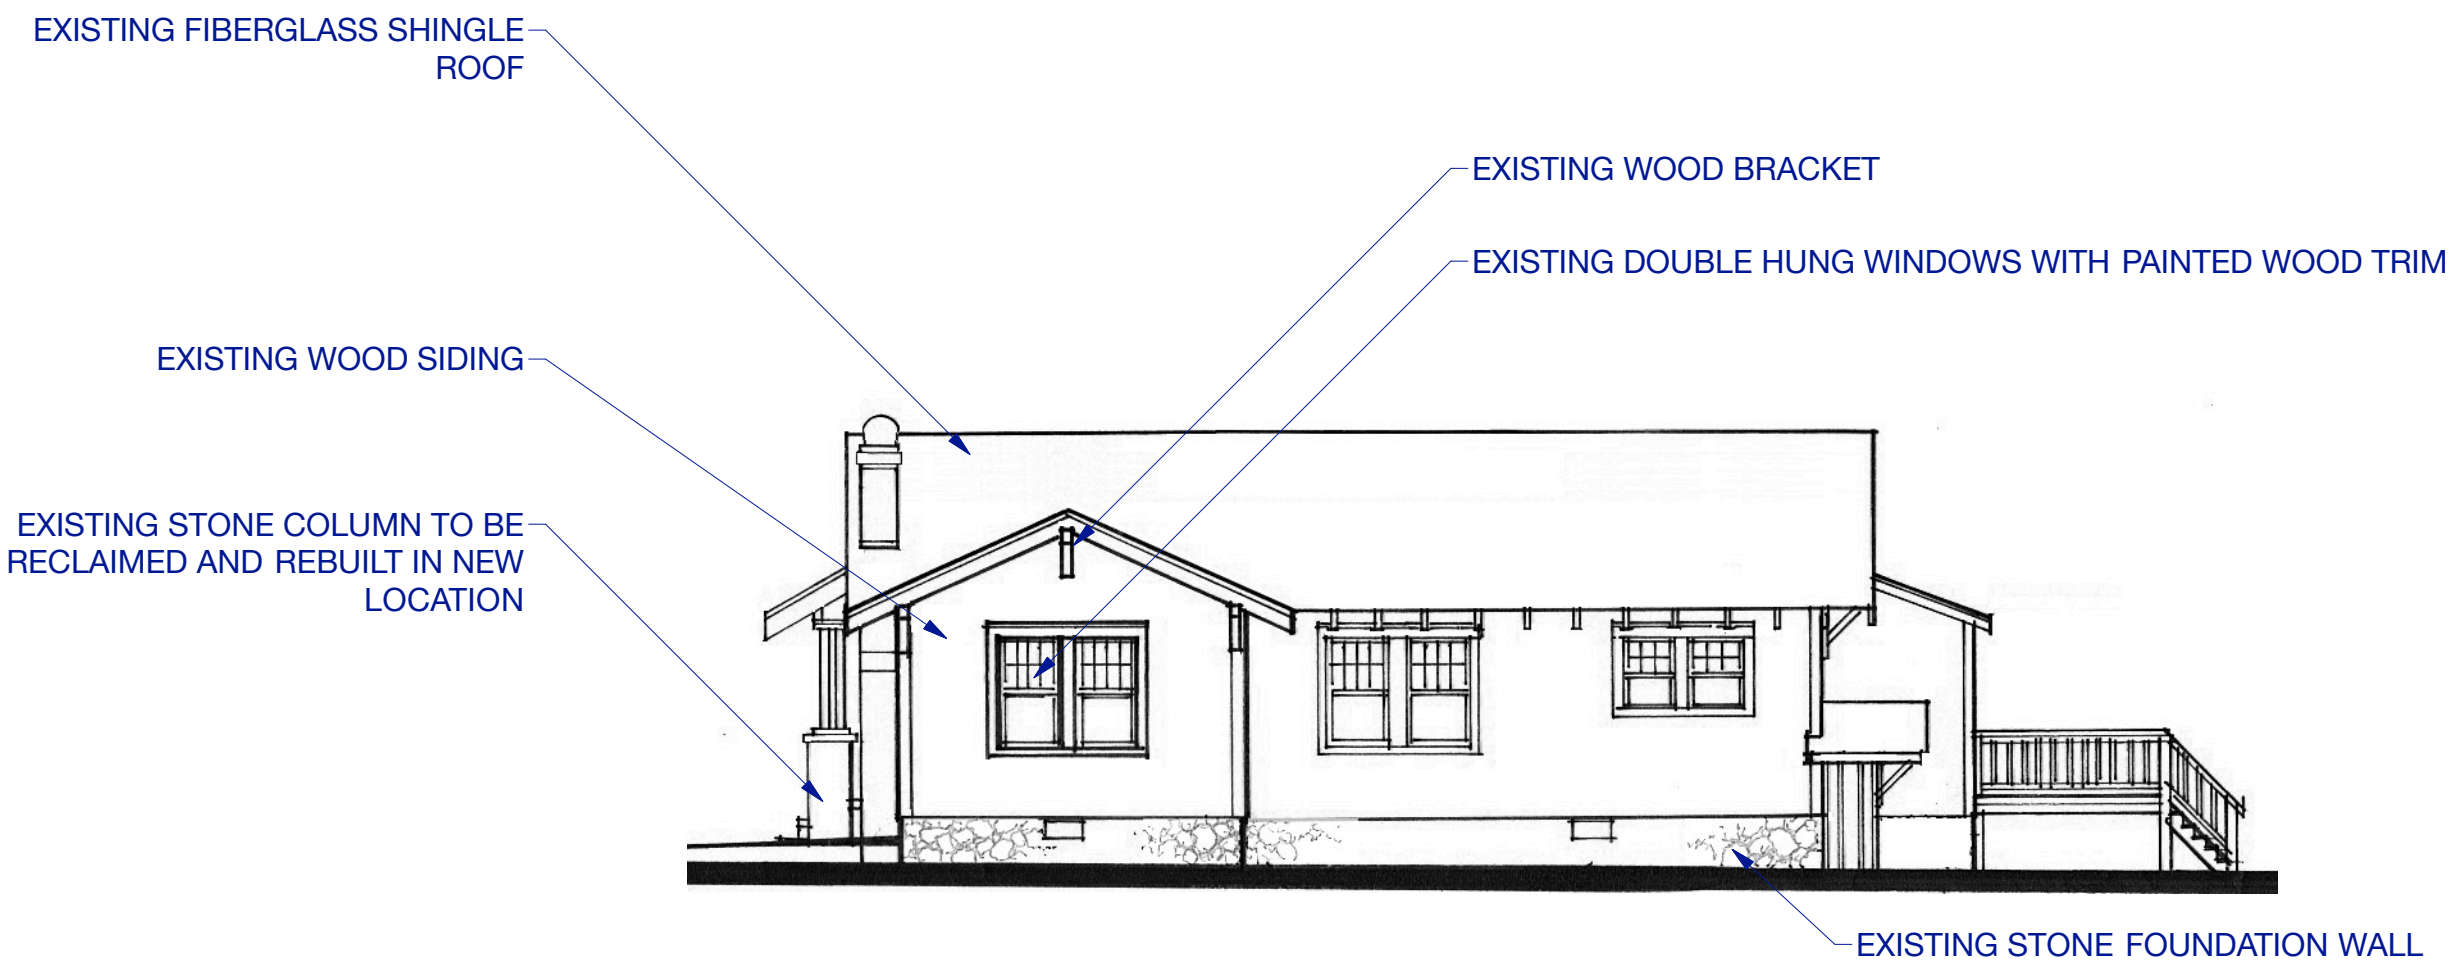 EXISTING FIBERGLASS SHINGLE
ROOF
EXISTING WOOD BRACKET
EXISTING DOUBLE HUNG WINDOWS WITH PAINTED WOOD TRIM
EXISTING WOOD SIDING
EXISTING STONE COLUMN TO BE
RECLAIMED AND REBUILT IN NEW
LOCATION
EXISTING STONE FOUNDATION WALL